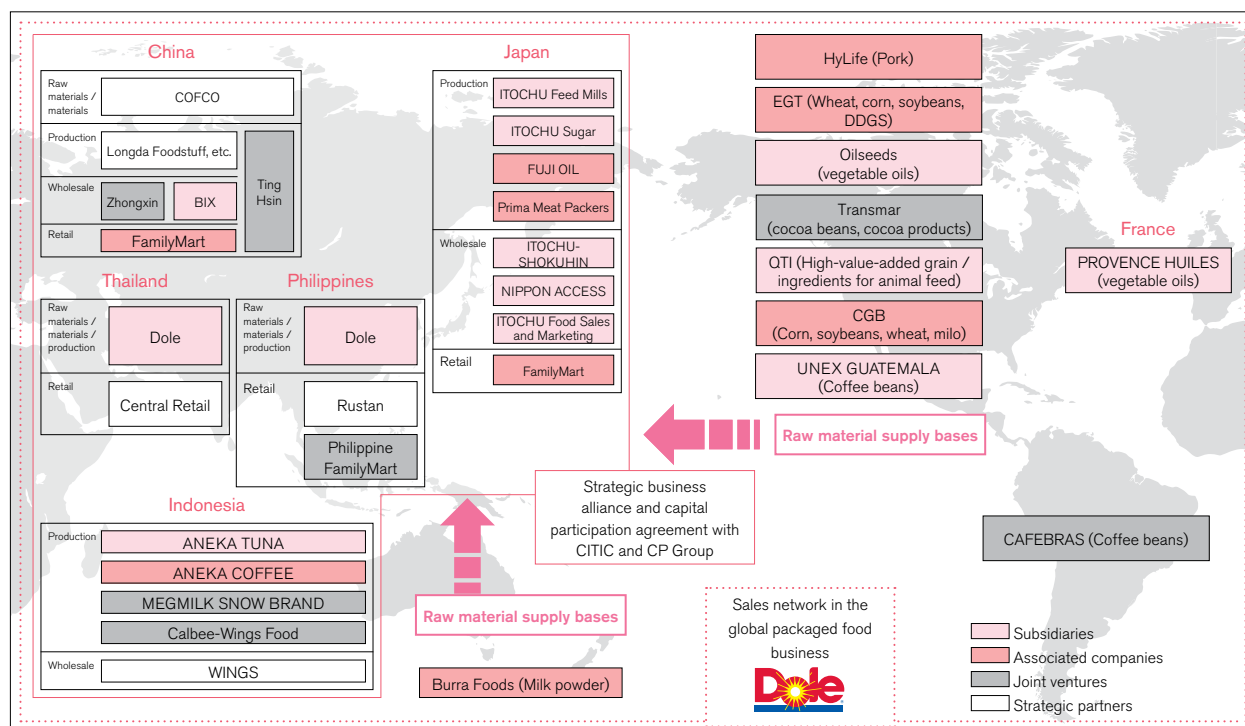 China
Raw
materials /
materials
COFCO
Production
Longda Foodstuff, etc.
Ting
Hsin
Wholesale
Zhongxin
BIX
Retail
FamilyMart
Japan
Production
ITOCHU Feed Mills
ITOCHU Sugar
FUJI OIL
Prima Meat Packers
Wholesale
ITOCHU-
SHOKUHIN
NIPPON ACCESS
ITOCHU Food Sales
and Marketing
Retail
FamilyMart
Thailand
Raw
materials /
materials /
production
Dole
Retail
Central Retail
Philippines
Raw
materials /
materials /
production
Dole
Retail
Rustan
Philippine
FamilyMart
Indonesia
Production
ANEKA TUNA
ANEKA COFFEE
MEGMILK SNOW BRAND
Calbee-Wings Food
Wholesale
WINGS
HyLife (Pork)
EGT (Wheat, corn, soybeans,
DDGS)
Oilseeds
(vegetable oils)
Transmar
(cocoa beans, cocoa products)
QTI (High-value-added grain /
ingredients for animal feed)
CGB
(Corn, soybeans, wheat, milo)
UNEX GUATEMALA
(Coffee beans)
France
PROVENCE HUILES
(vegetable oils)
Raw material supply bases
Strategic business
alliance and capital
participation agreement with
CITIC and CP Group
CAFEBRAS (Coffee beans)
Raw material supply bases
Burra Foods (Milk powder)
Sales network in the
global packaged food
business
Dole
Subsidiaries
Associated companies
Joint ventures
Strategic partners